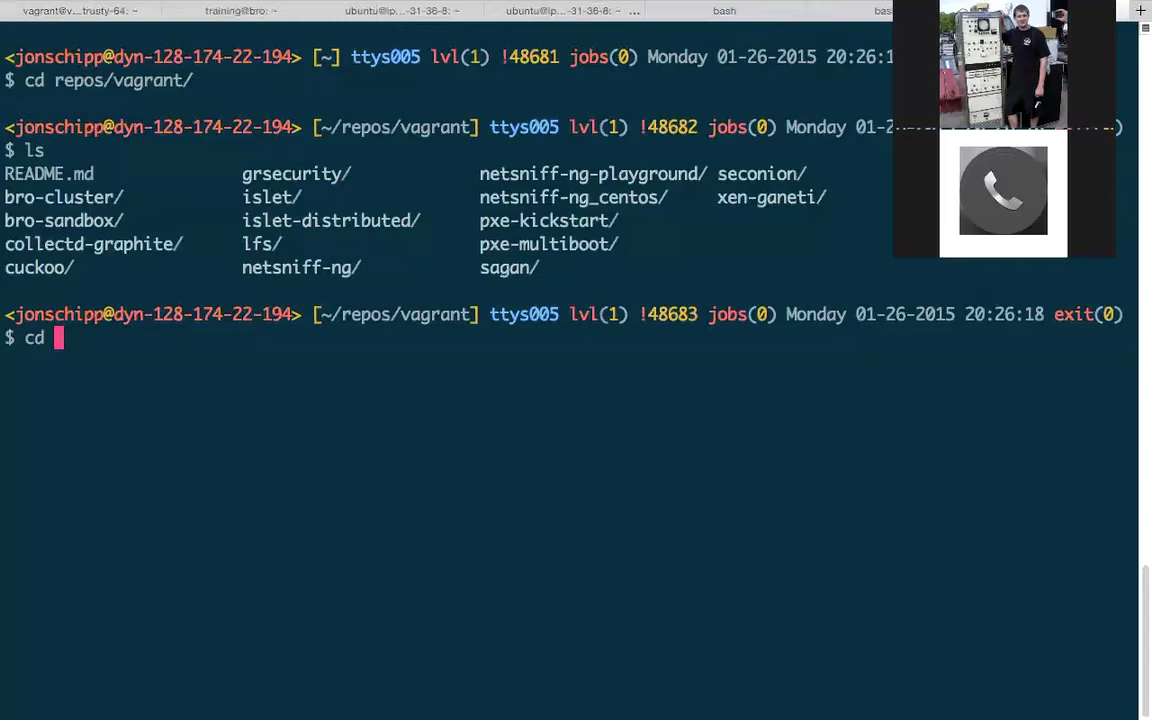 vagrant@v...trusty-64: ~ training@bro: ~ ubuntu@ip...-31-36-8: ~ ubuntu@ip...-31-36-8: ~ ... bash
<jonschipp@dyn-128-174-22-194> [~] ttys005 lvl(1) !48681 jobs(0) Monday 01-26-2015 20:26:1
$ cd repos/vagrant/
<jonschipp@dyn-128-174-22-194> [~/repos/vagrant] ttys005 lvl(1) !48682 jobs(0) Monday
$ ls
README.md grsecurity/ netsniff-ng-playground/ seconion/
bro-cluster/ islet/ netsniff-ng_centos/ xen-ganeti/
bro-sandbox/ islet-distributed/ pxe-kickstart/
collectd-graphite/ lfs/ pxe-multiboot/
cuckoo/ netsniff-ng/ sagan/
<jonschipp@dyn-128-174-22-194> [~/repos/vagrant] ttys005 lvl(1) !48683 jobs(0) Monday 01-26-2015 20:26:18 exit(0)
$ cd